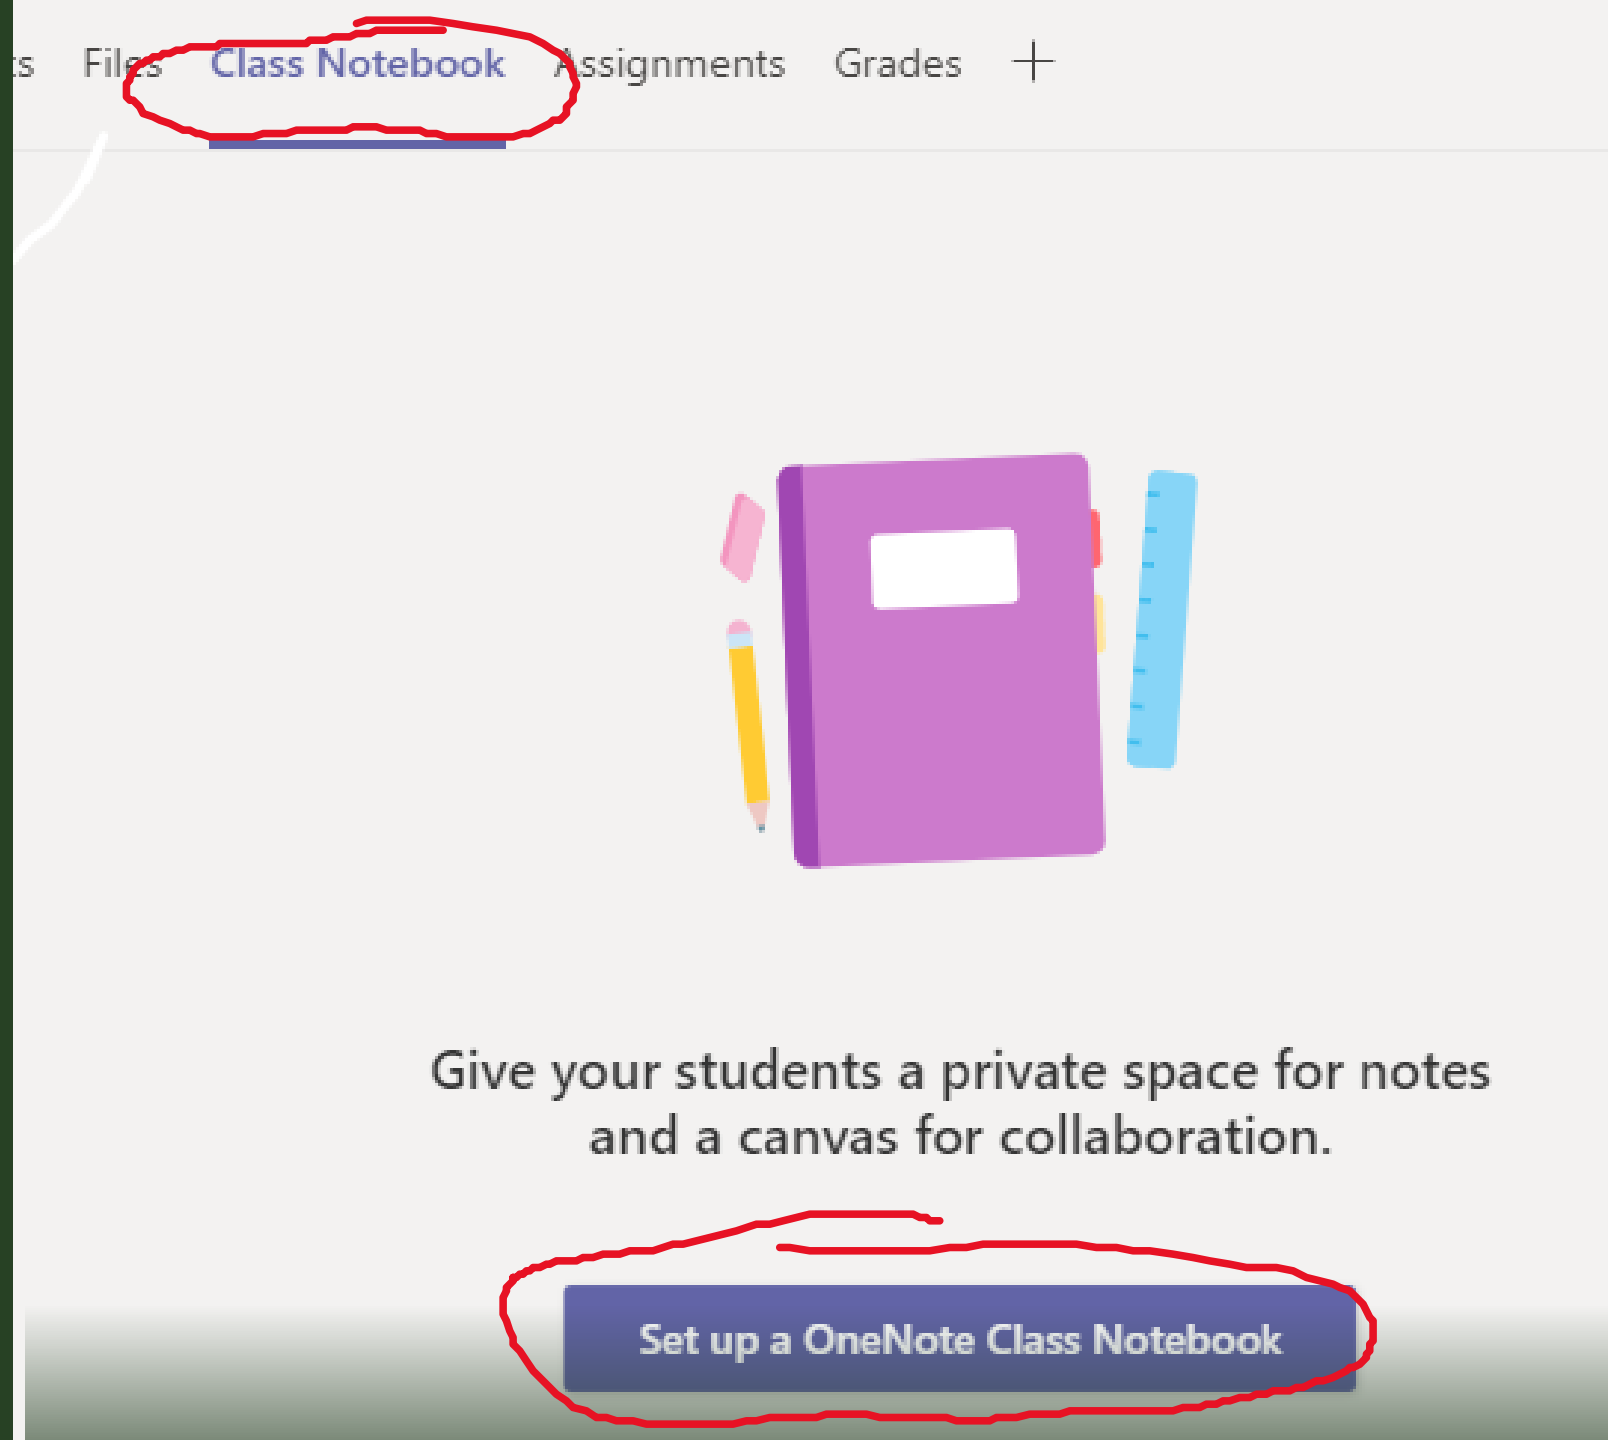 Files Class Notebook Assignments Grades
Give your students a private space for notes
and a canvas for collaboration.
Set up a OneNote Class Notebook